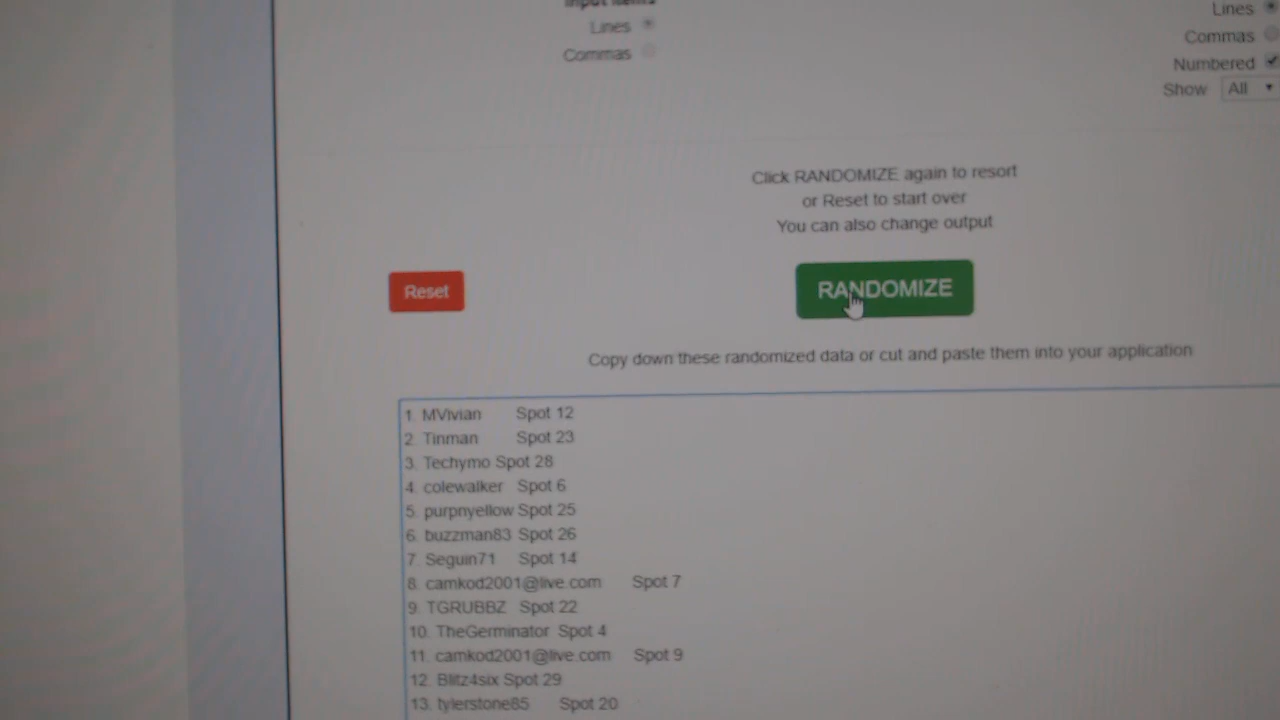 Input Items
Lines
Commas
Lines
Commas
Numbered
Show All
Click RANDOMIZE again to resort
or Reset to start over
You can also change output
Reset
RANDOMIZE
Copy down these randomized data or cut and paste them into your application
1. MVivian Spot 12
2. Tinman Spot 23
3. Techymo Spot 28
4. colewalker Spot 6
5. purpnyellow Spot 25
6. buzzman83 Spot 26
7. Seguin71 Spot 14
8. camkod2001@live.com Spot 7
9. TGRUBBZ Spot 22
10. TheGerminator Spot 4
11. camkod2001@live.com Spot 9
12. Blitz4six Spot 29
13. tylerstone85 Spot 20